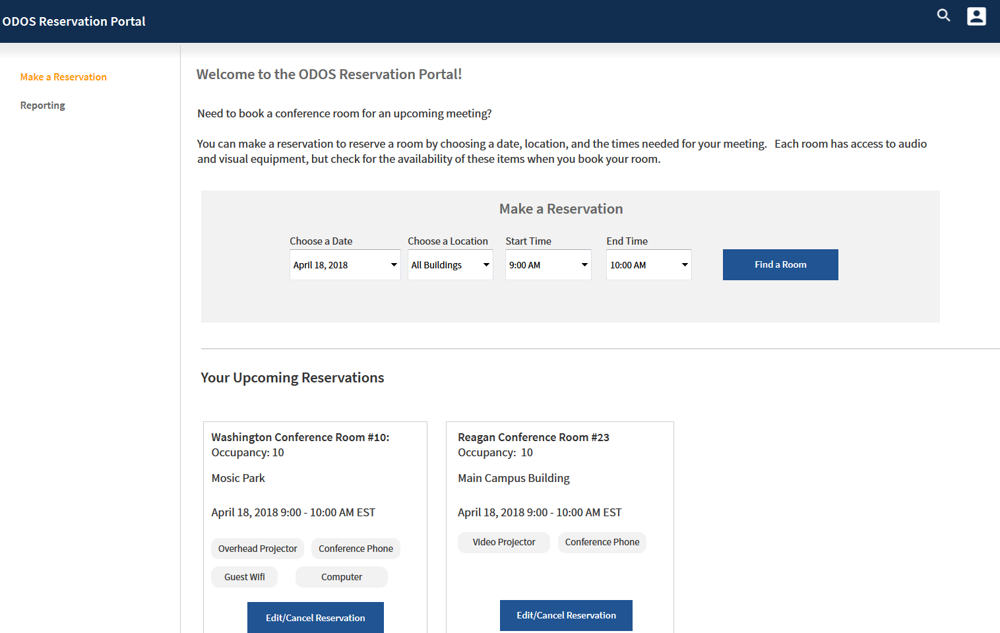 ODOS Reservation Portal
Make a Reservation
Reporting
Welcome to the ODOS Reservation Portal!
Need to book a conference room for an upcoming meeting?
You can make a reservation to reserve a room by choosing a date, location, and the times needed for your meeting.   Each room has access to audio
and visual equipment, but check for the availability of these items when you book your room.
Make a Reservation
Choose a Date Choose a Location Start Time End Time
April 18, 2018 All Buildings 9:00 AM 10:00 AM Find a Room
Your Upcoming Reservations
Washington Conference Room #10:
Occupancy: 10
Mosic Park
April 18, 2018 9:00 - 10:00 AM EST
Overhead Projector Conference Phone
Guest Wifi Computer
Edit/Cancel Reservation
Reagan Conference Room #23
Occupancy:  10
Main Campus Building
April 18, 2018 9:00 - 10:00 AM EST
Video Projector Conference Phone
Edit/Cancel Reservation